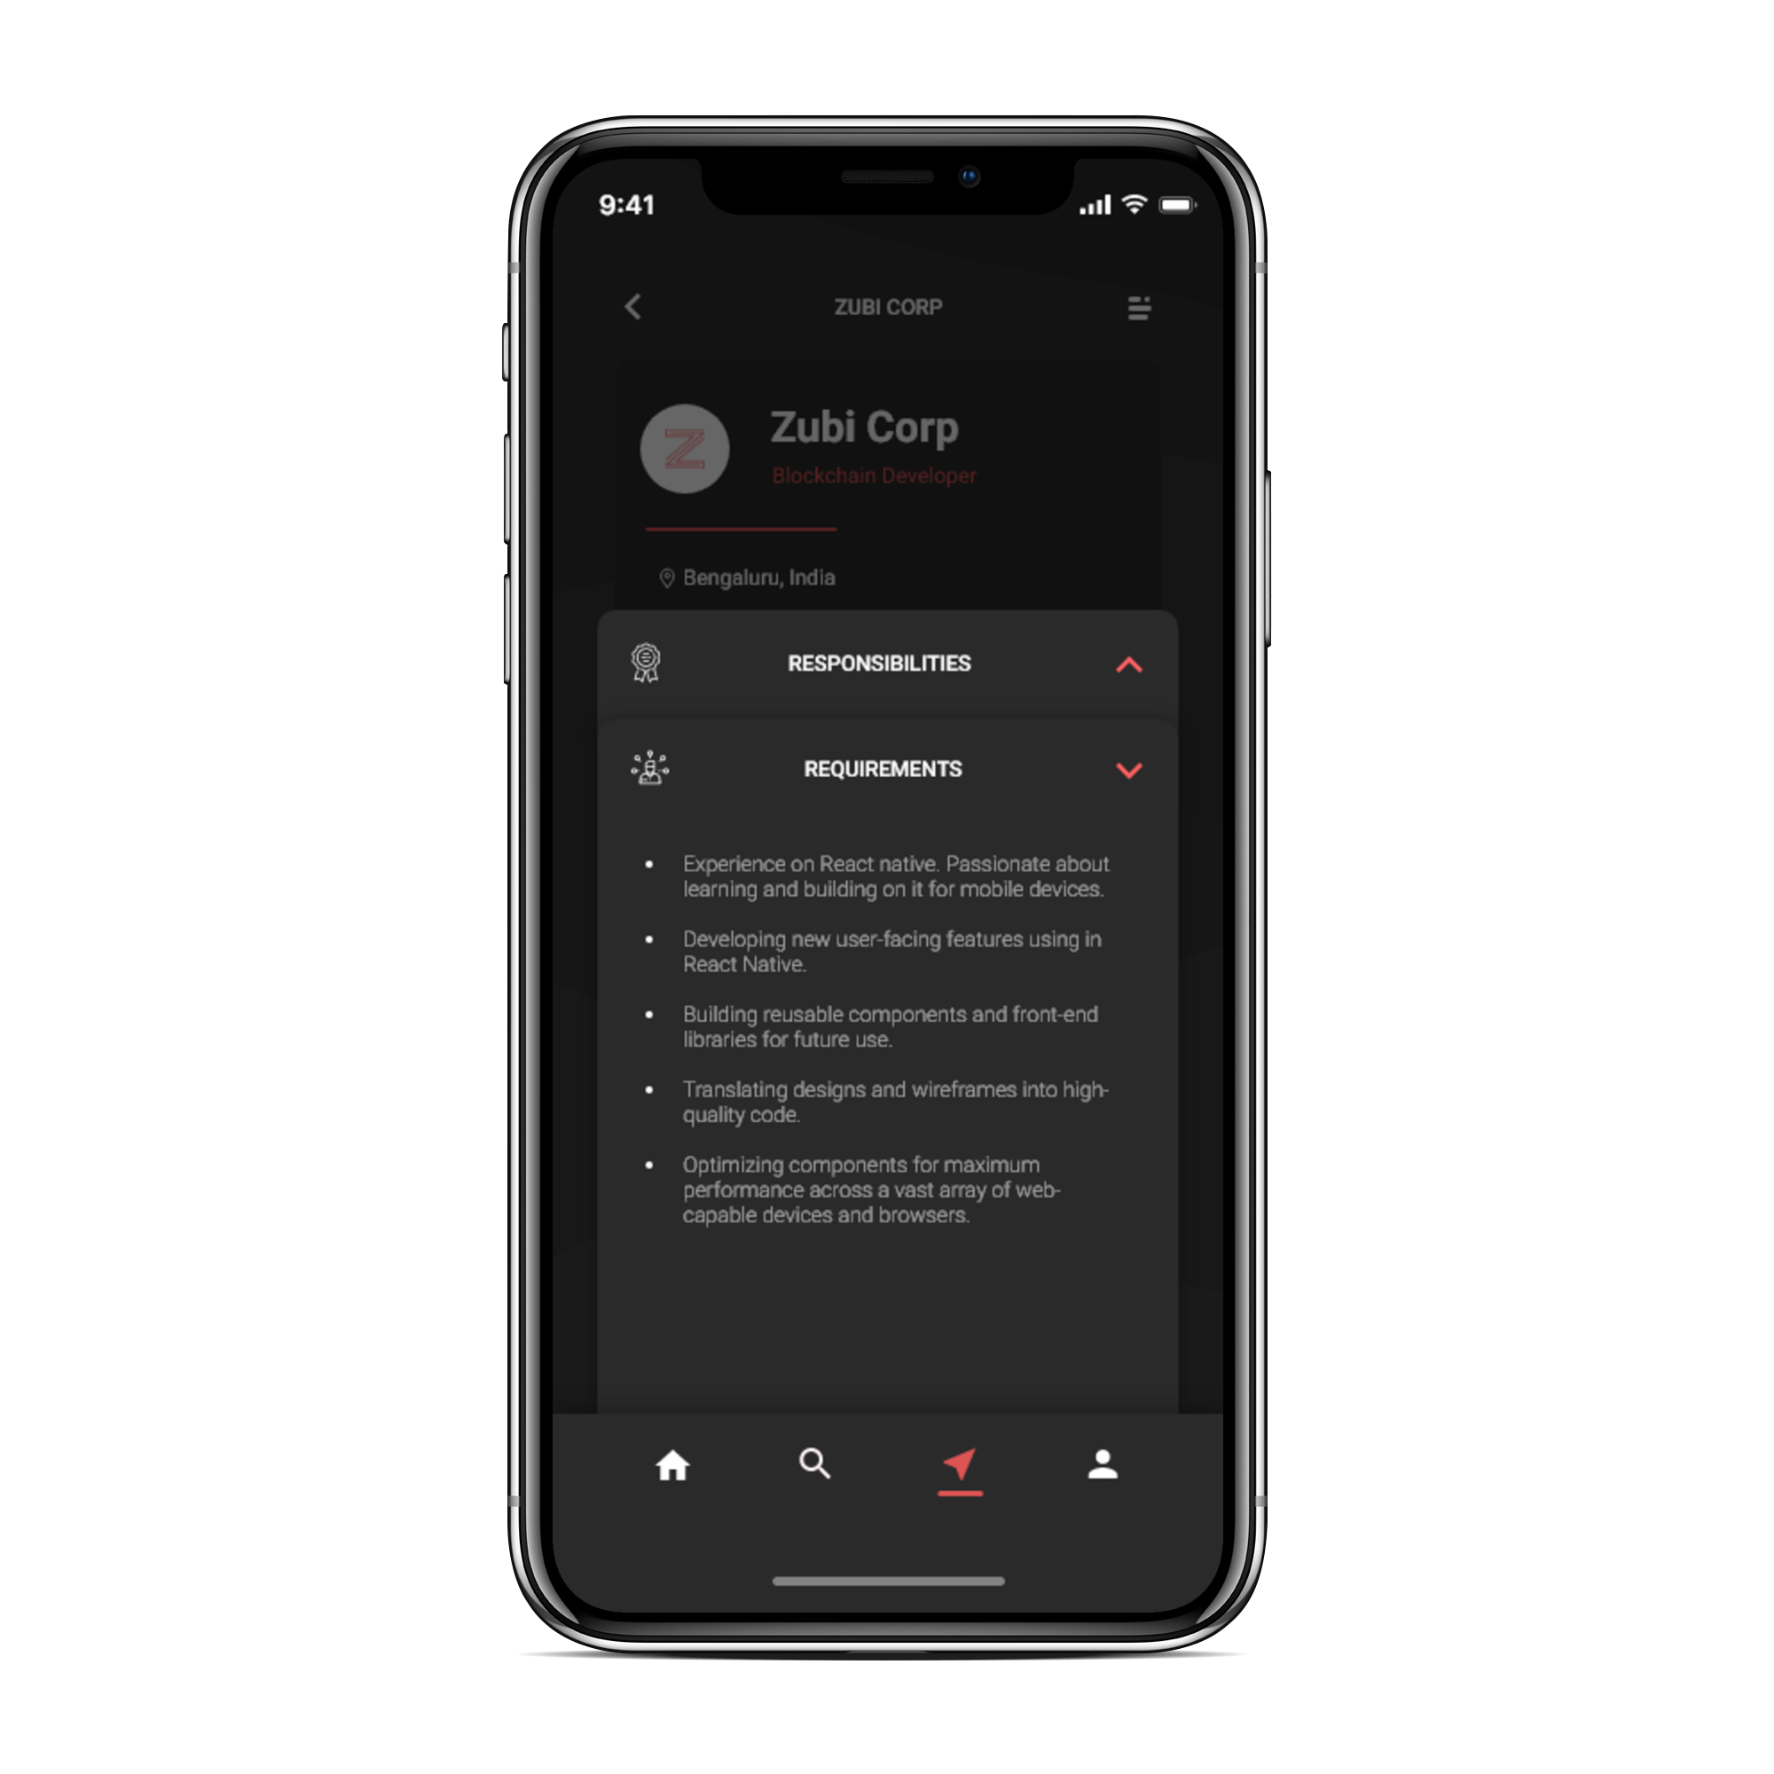 9:41
ZUBI CORP
Z
Zubi Corp
Blockchain Developer
Bengaluru, India
RESPONSIBILITIES
REQUIREMENTS
• Experience on React native. Passionate about
learning and building on it for mobile devices.
• Developing new user-facing features using in
React Native.
• Building reusable components and front-end
libraries for future use.
• Translating designs and wireframes into high-
quality code.
• Optimizing components for maximum
performance across a vast array of web-
capable devices and browsers.